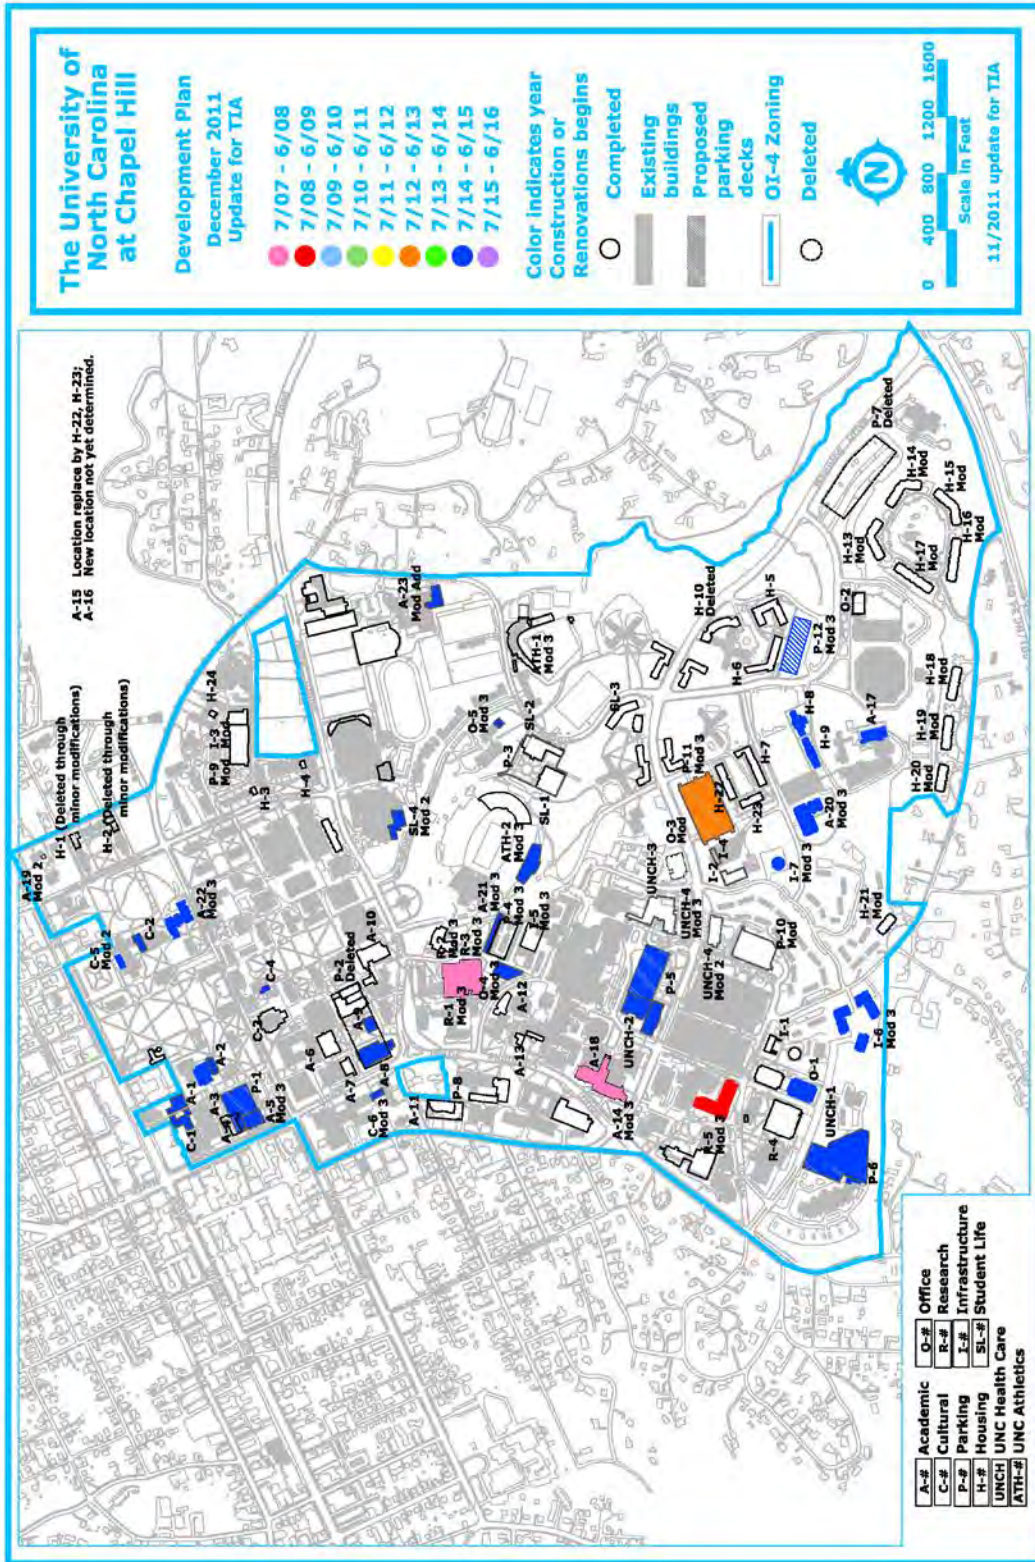 The University of
North Carolina
at Chapel Hill
Development Plan
December 2011
Update for TIA
7/07 - 6/08
7/08 - 6/09
7/09 - 6/10
7/10 - 6/11
7/11 - 6/12
7/12 - 6/13
7/13 - 6/14
7/14 - 6/15
7/15 - 6/16
Color indicates year
Construction or
Renovations begins
Completed
Existing
buildings
Proposed
parking
decks
OI-4 Zoning
Deleted
N
0 400 800 1200 1600
Scale in Feet
11/2011 update for TIA
A-15 Location replace by H-22, H-23;
A-16 New location not yet determined.
H-1 (Deleted through
minor modifications)
H-2 (Deleted through
minor modifications)
A-19
Mod 2
C-5
Mod 2
C-2
A-22
Mod 3
H-3
H-4
P-9
Mod
I-3
Mod
H-24
A-23
Mod Add
SL-4
Mod 2
O-5
Mod 3
ATH-1
Mod 3
SL-2
P-3
SL-1
SL-3
ATH-2
Mod 3
C-1
A-1
A-2
A-3
A-4
P-1
A-5
Mod 3
C-4
C-3
A-6
A-7
A-8
A-9
P-2
Deleted
A-10
C-6
Mod 3
A-11
P-8
R-1
Mod 3
R-2
Mod 3
R-3
Mod 3
O-4
Mod 3
A-21
Mod 3
P-4
Mod 3
I-5
Mod 3
A-12
A-13
A-18
A-14
Mod 3
UNCH-2
P-5
UNCH-3
UNCH-4
Mod 3
UNCH-4
Mod 2
P-10
Mod
O-3
Mod
P-11
Mod 3
I-2
I-4
H-22
H-23
H-7
H-6
H-5
H-10
Deleted
P-12
Mod 3
O-2
H-8
H-9
A-17
A-20
Mod 3
I-7
Mod 3
H-13
Mod
H-14
Mod
H-15
Mod
H-16
Mod
H-17
Mod
H-18
Mod
H-19
Mod
H-20
Mod
H-21
Mod
P-7
Deleted
R-5
Mod 3
R-4
I-1
O-1
UNCH-1
P-6
I-6
Mod 3
A-# Academic
C-# Cultural
P-# Parking
H-# Housing
UNCH UNC Health Care
ATH-# UNC Athletics
O-# Office
R-# Research
I-# Infrastructure
SL-# Student Life